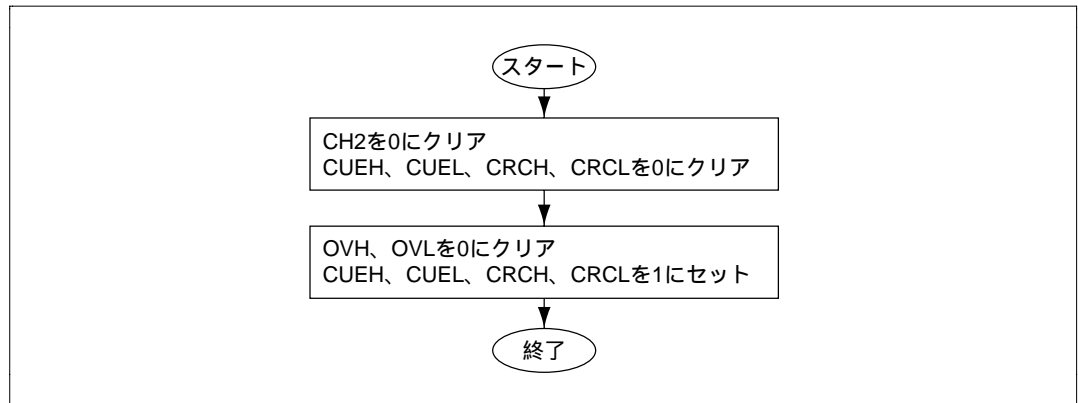 スタート
CH2を0にクリア
CUEH、CUEL、CRCH、CRCLを0にクリア
OVH、OVLを0にクリア
CUEH、CUEL、CRCH、CRCLを1にセット
終了